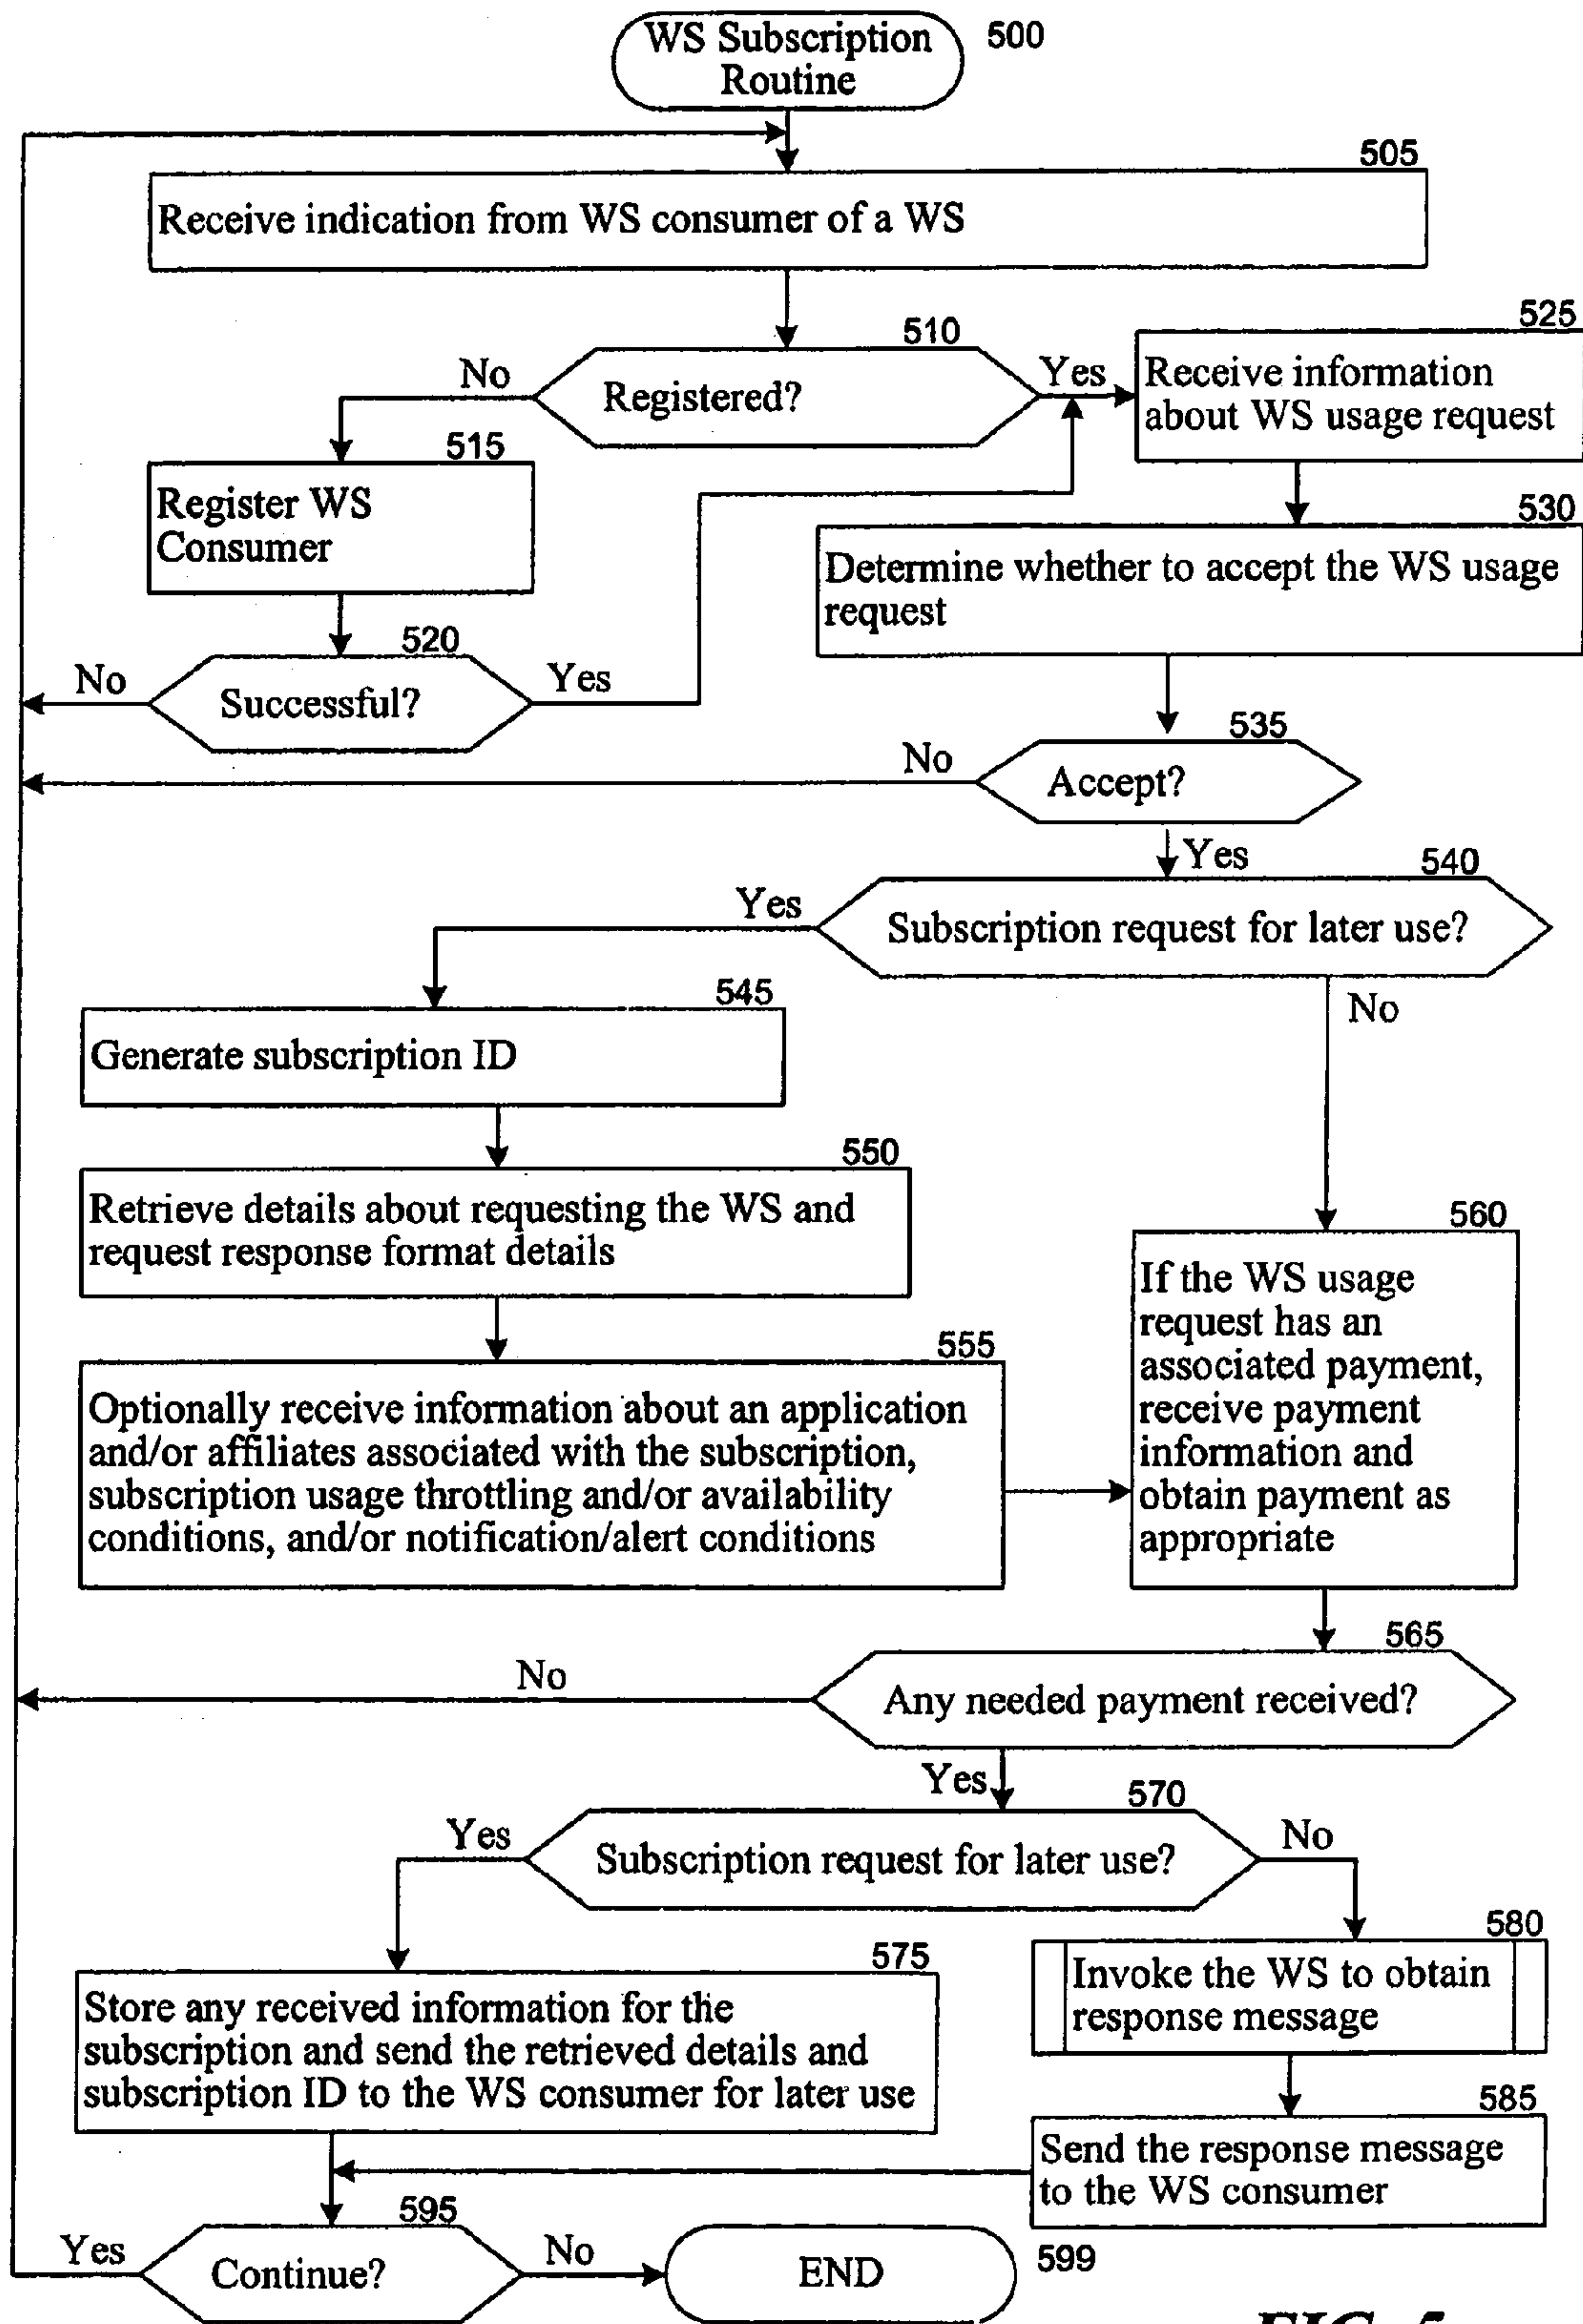 WS Subscription
Routine
500
505
Receive indication from WS consumer of a WS
510
Registered?
No
Yes
525
Receive information
about WS usage request
515
Register WS
Consumer
530
Determine whether to accept the WS usage
request
520
Successful?
No
Yes
535
Accept?
No
Yes
540
Subscription request for later use?
Yes
No
545
Generate subscription ID
550
Retrieve details about requesting the WS and
request response format details
555
Optionally receive information about an application
and/or affiliates associated with the subscription,
subscription usage throttling and/or availability
conditions, and/or notification/alert conditions
560
If the WS usage
request has an
associated payment,
receive payment
information and
obtain payment as
appropriate
565
Any needed payment received?
No
Yes
570
Subscription request for later use?
Yes
No
575
Store any received information for the
subscription and send the retrieved details and
subscription ID to the WS consumer for later use
580
Invoke the WS to obtain
response message
585
Send the response message
to the WS consumer
595
Continue?
Yes
No
END
599
FIG. 5